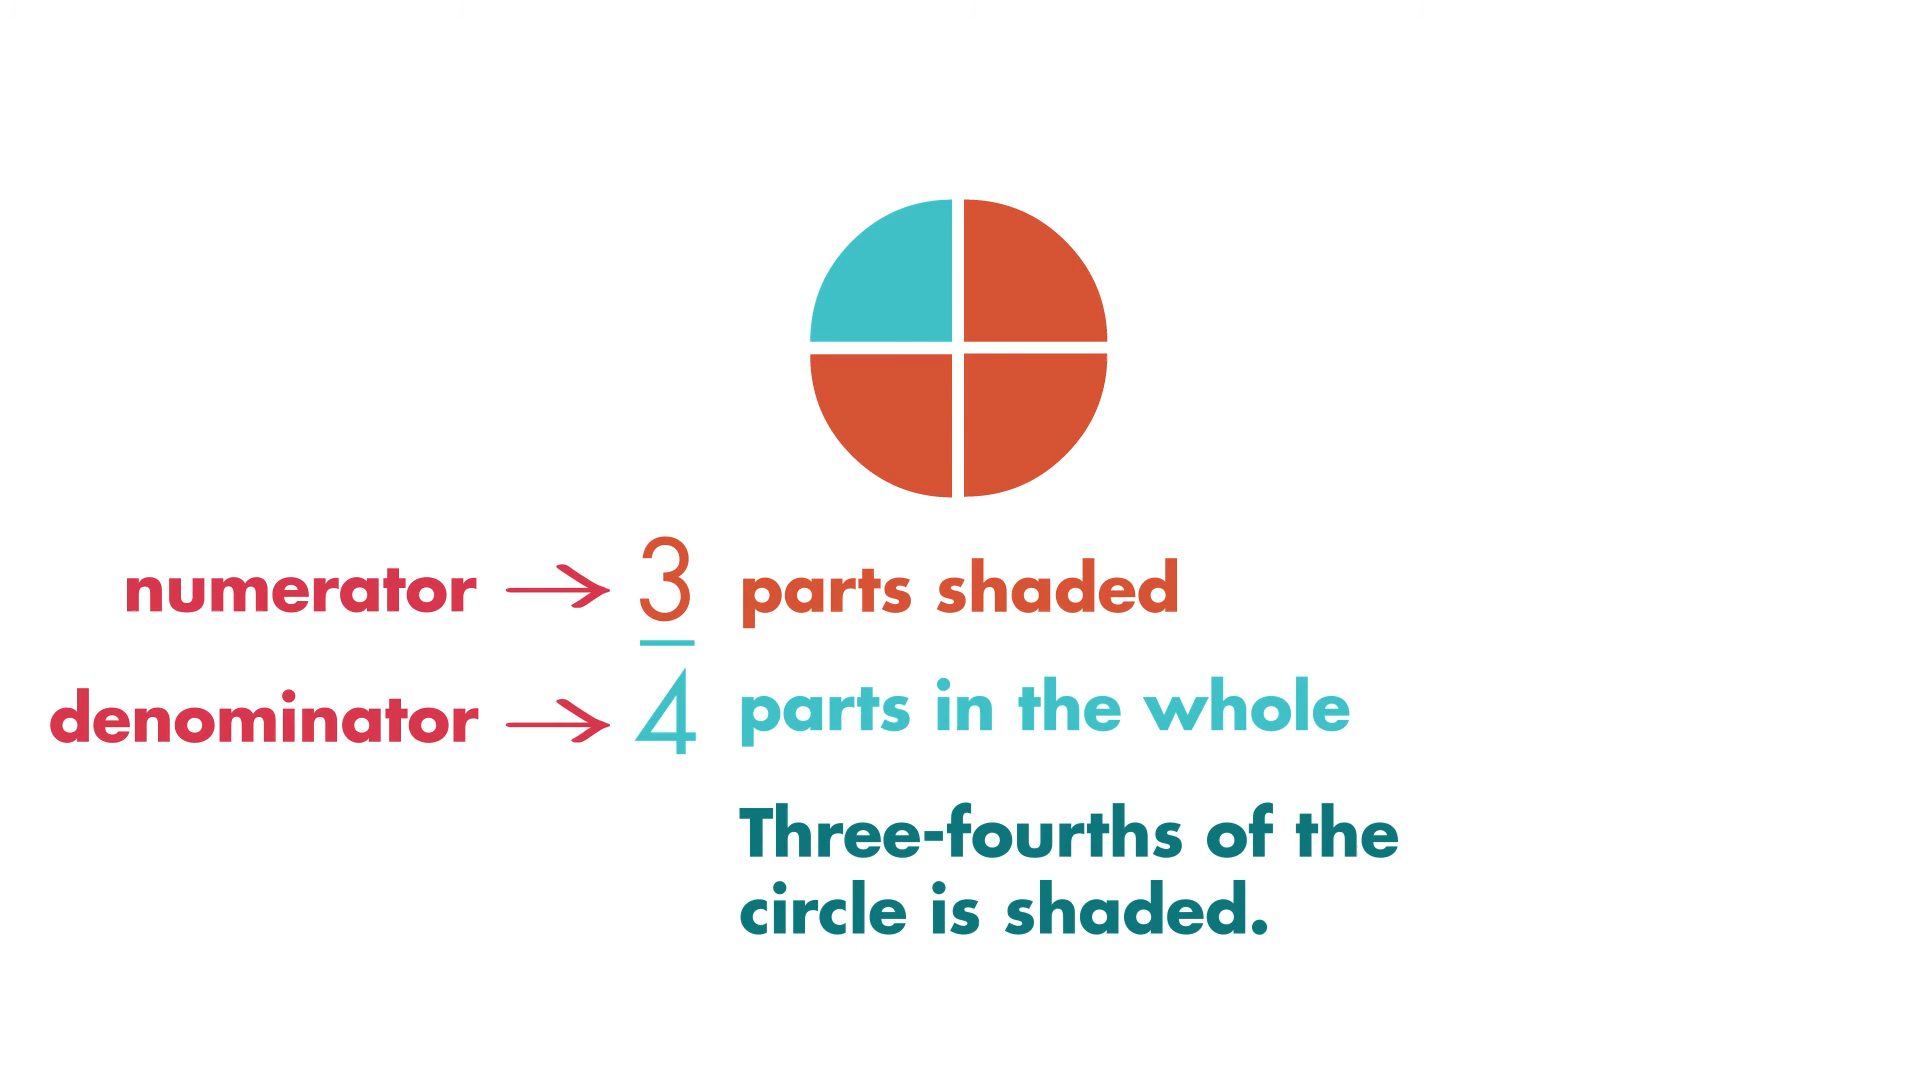 numerator → 3 parts shaded
denominator → 4 parts in the whole
Three-fourths of the
circle is shaded.